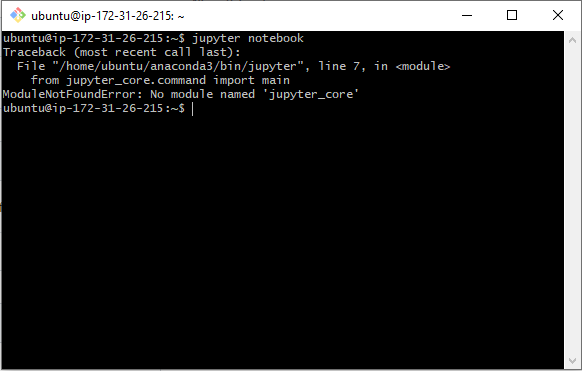 ubuntu@ip-172-31-26-215: ~
ubuntu@ip-172-31-26-215:~$ jupyter notebook
Traceback (most recent call last):
  File "/home/ubuntu/anaconda3/bin/jupyter", line 7, in <module>
    from jupyter_core.command import main
ModuleNotFoundError: No module named 'jupyter_core'
ubuntu@ip-172-31-26-215:~$